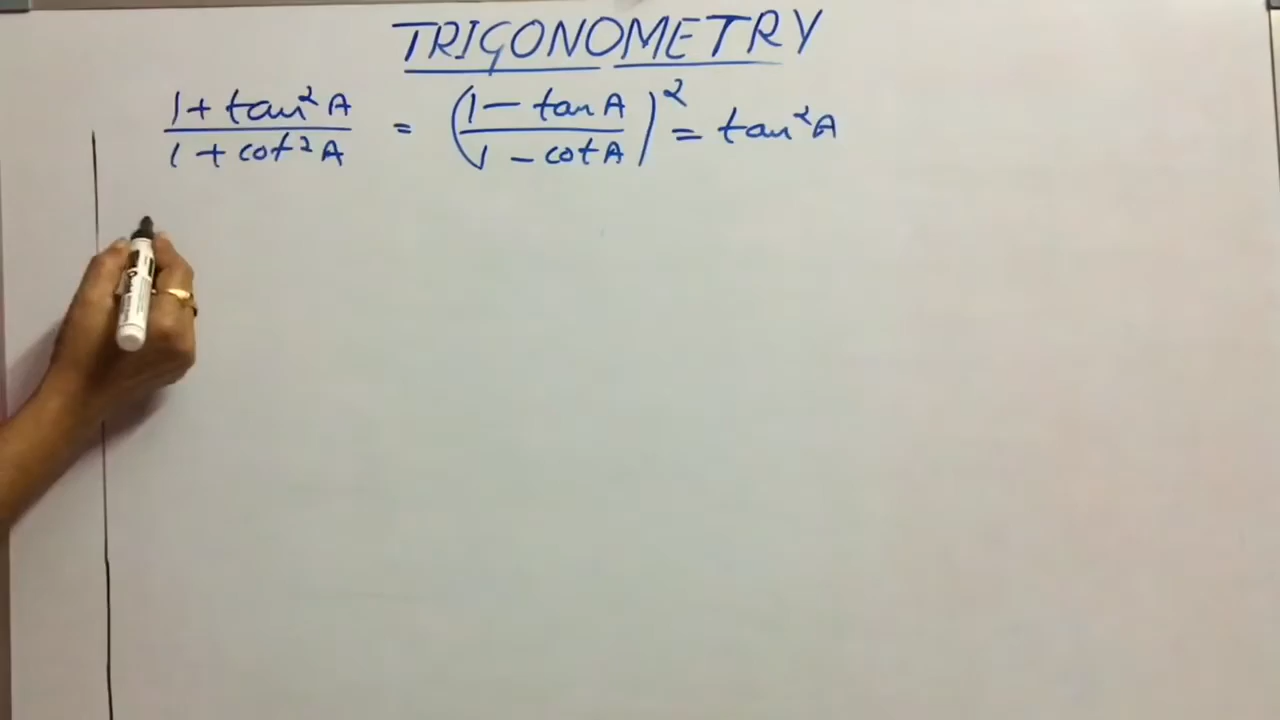 TRIGONOMETRY
1 + tan²A / 1 + cot²A = (1 - tanA / 1 - cotA)² = tan²A